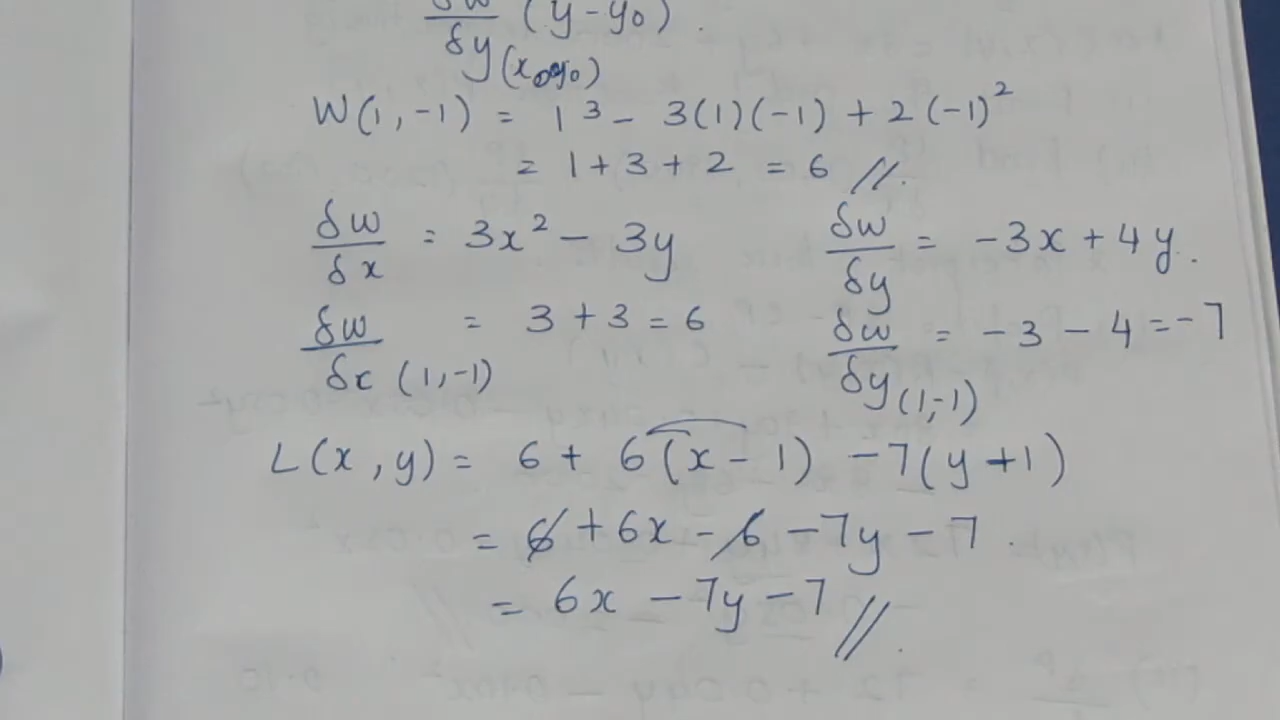 δw/δy (x₀,y₀) (y - y₀).
W(1, -1) = 1³ - 3(1)(-1) + 2(-1)²
= 1 + 3 + 2 = 6 //.
δw/δx = 3x² - 3y δw/δy = -3x + 4y.
δw/δx (1,-1) = 3 + 3 = 6 δw/δy (1,-1) = -3 - 4 = -7
L(x, y) = 6 + 6(x - 1) - 7(y + 1)
= 6 + 6x - 6 - 7y - 7.
= 6x - 7y - 7 //.